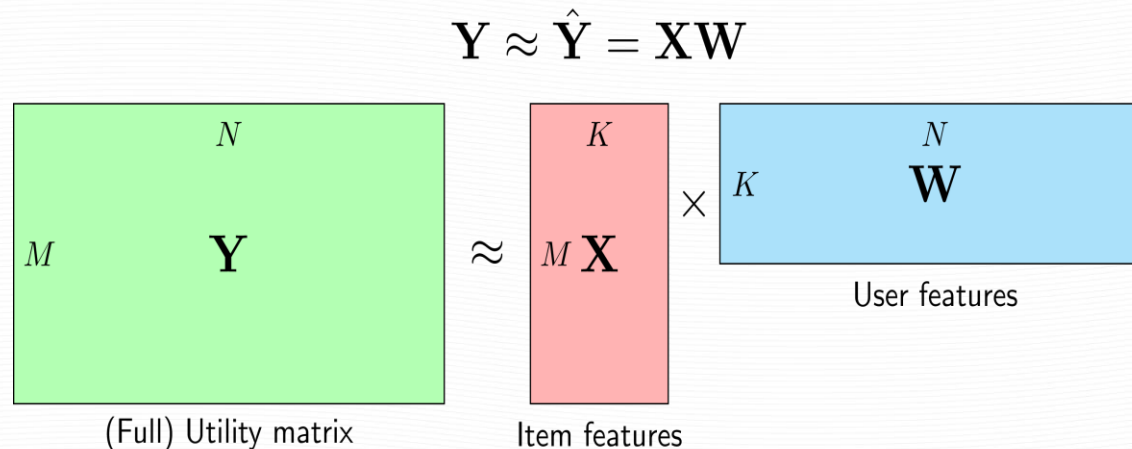 Y ≈ Ŷ = XW
N
M
Y
≈
K
M X
×
N
K
W
(Full) Utility matrix
Item features
User features